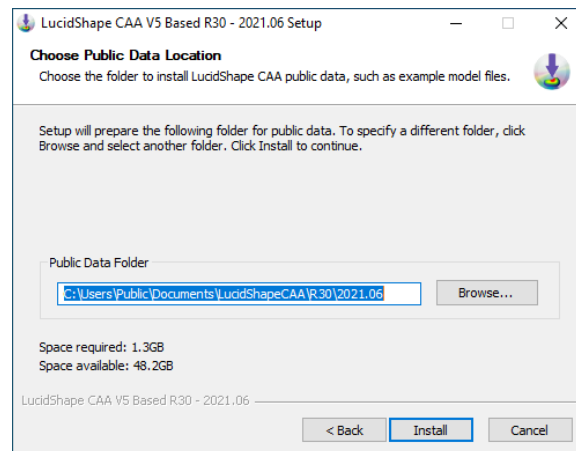 LucidShape CAA V5 Based R30 - 2021.06 Setup
Choose Public Data Location
Choose the folder to install LucidShape CAA public data, such as example model files.
Setup will prepare the following folder for public data. To specify a different folder, click
Browse and select another folder. Click Install to continue.
Public Data Folder
C:\Users\Public\Documents\LucidShapeCAA\R30\2021.06
Browse...
Space required: 1.3GB
Space available: 48.2GB
LucidShape CAA V5 Based R30 - 2021.06
< Back Install Cancel